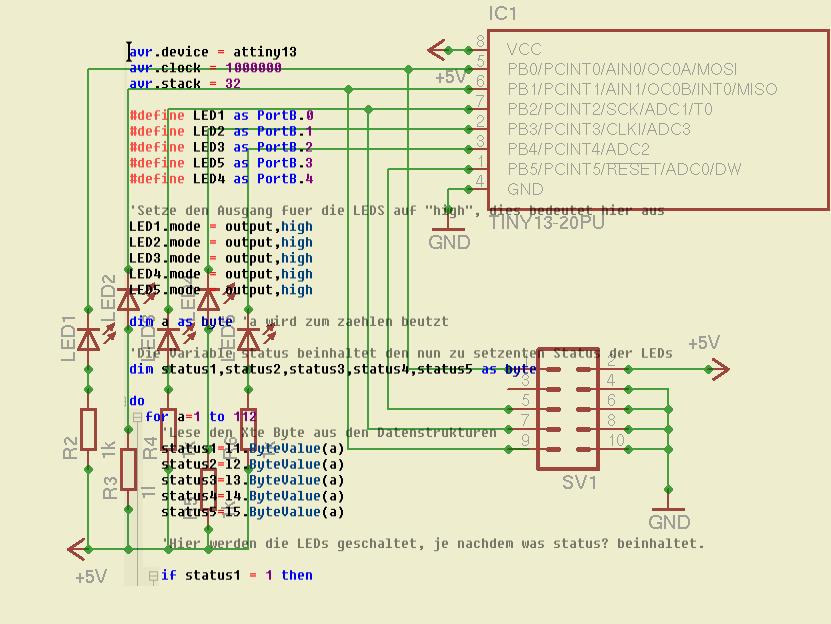 IC1
avr.device = attiny13
avr.clock = 1000000
avr.stack = 32
#define LED1 as PortB.0
#define LED2 as PortB.1
#define LED3 as PortB.2
#define LED5 as PortB.3
#define LED4 as PortB.4
'Setze den Ausgang fuer die LEDS auf "high", dies bedeutet hier aus
LED1.mode = output,high
LED2.mode = output,high
LED3.mode = output,high
LED4.mode = output,high
LED5.mode = output,high
dim a as byte 'a wird zum zaehlen beutzt
'Die Variable status beinhaltet den nun zu setzenten Status der LEDs
dim status1,status2,status3,status4,status5 as byte
do
for a=1 to 112
'Lese den Xte Byte aus den Datenstrukturen
status1=l1.ByteValue(a)
status2=l2.ByteValue(a)
status3=l3.ByteValue(a)
status4=l4.ByteValue(a)
status5=l5.ByteValue(a)
'Hier werden die LEDs geschaltet, je nachdem was status? beinhaltet.
if status1 = 1 then
8 VCC
5 PB0/PCINT0/AIN0/OC0A/MOSI
6 PB1/PCINT1/AIN1/OC0B/INT0/MISO
7 PB2/PCINT2/SCK/ADC1/T0
2 PB3/PCINT3/CLKI/ADC3
3 PB4/PCINT4/ADC2
1 PB5/PCINT5/RESET/ADC0/DW
4 GND
TINY13-20PU
+5V
GND
LED1
LED2
R2
1k
R3
R4
+5V
+5V
1 2
3 4
5 6
7 8
9 10
SV1
GND